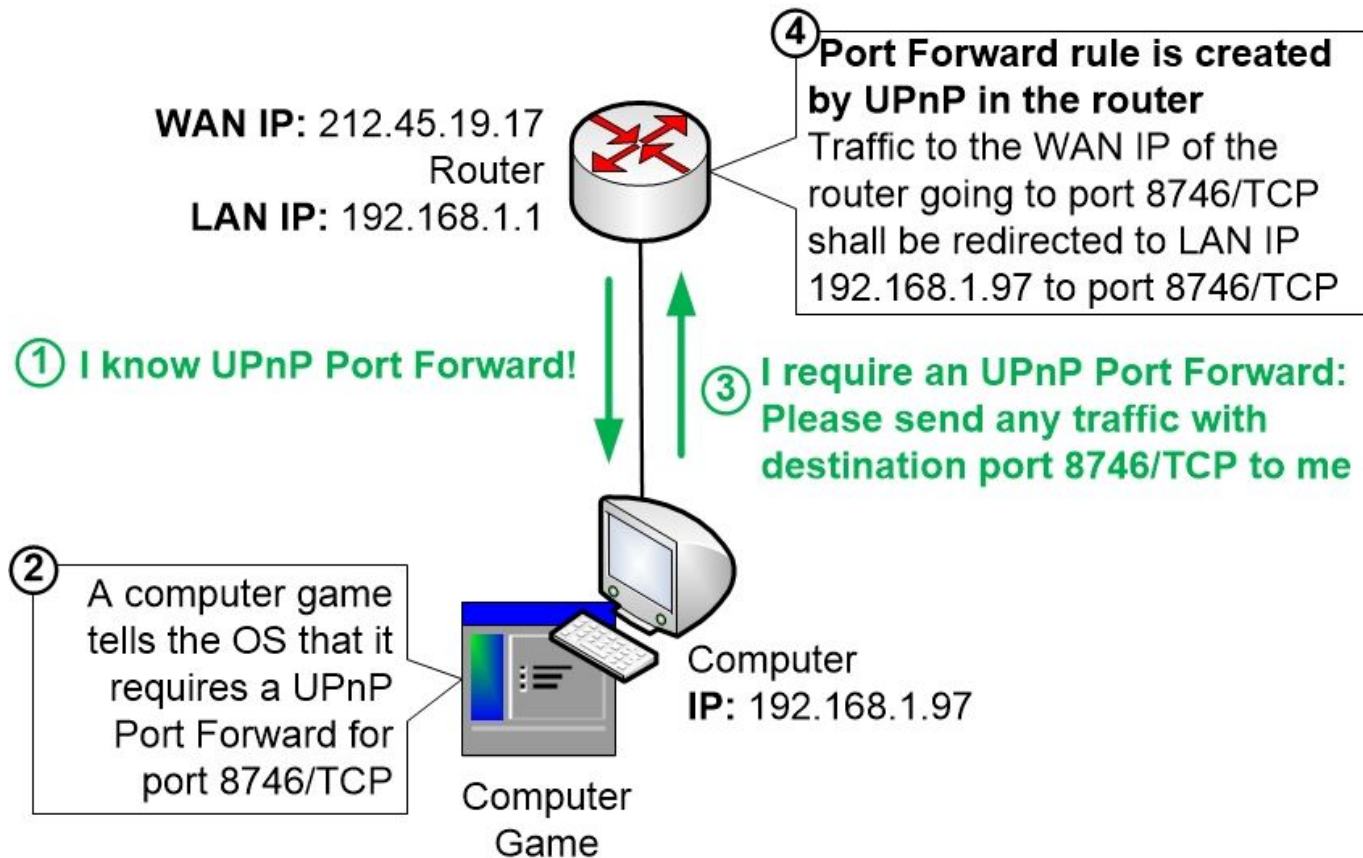 WAN IP: 212.45.19.17
Router
LAN IP: 192.168.1.1
4
Port Forward rule is created
by UPnP in the router
Traffic to the WAN IP of the
router going to port 8746/TCP
shall be redirected to LAN IP
192.168.1.97 to port 8746/TCP
1 I know UPnP Port Forward!
3 I require an UPnP Port Forward:
Please send any traffic with
destination port 8746/TCP to me
2
A computer game
tells the OS that it
requires a UPnP
Port Forward for
port 8746/TCP
Computer
IP: 192.168.1.97
Computer
Game